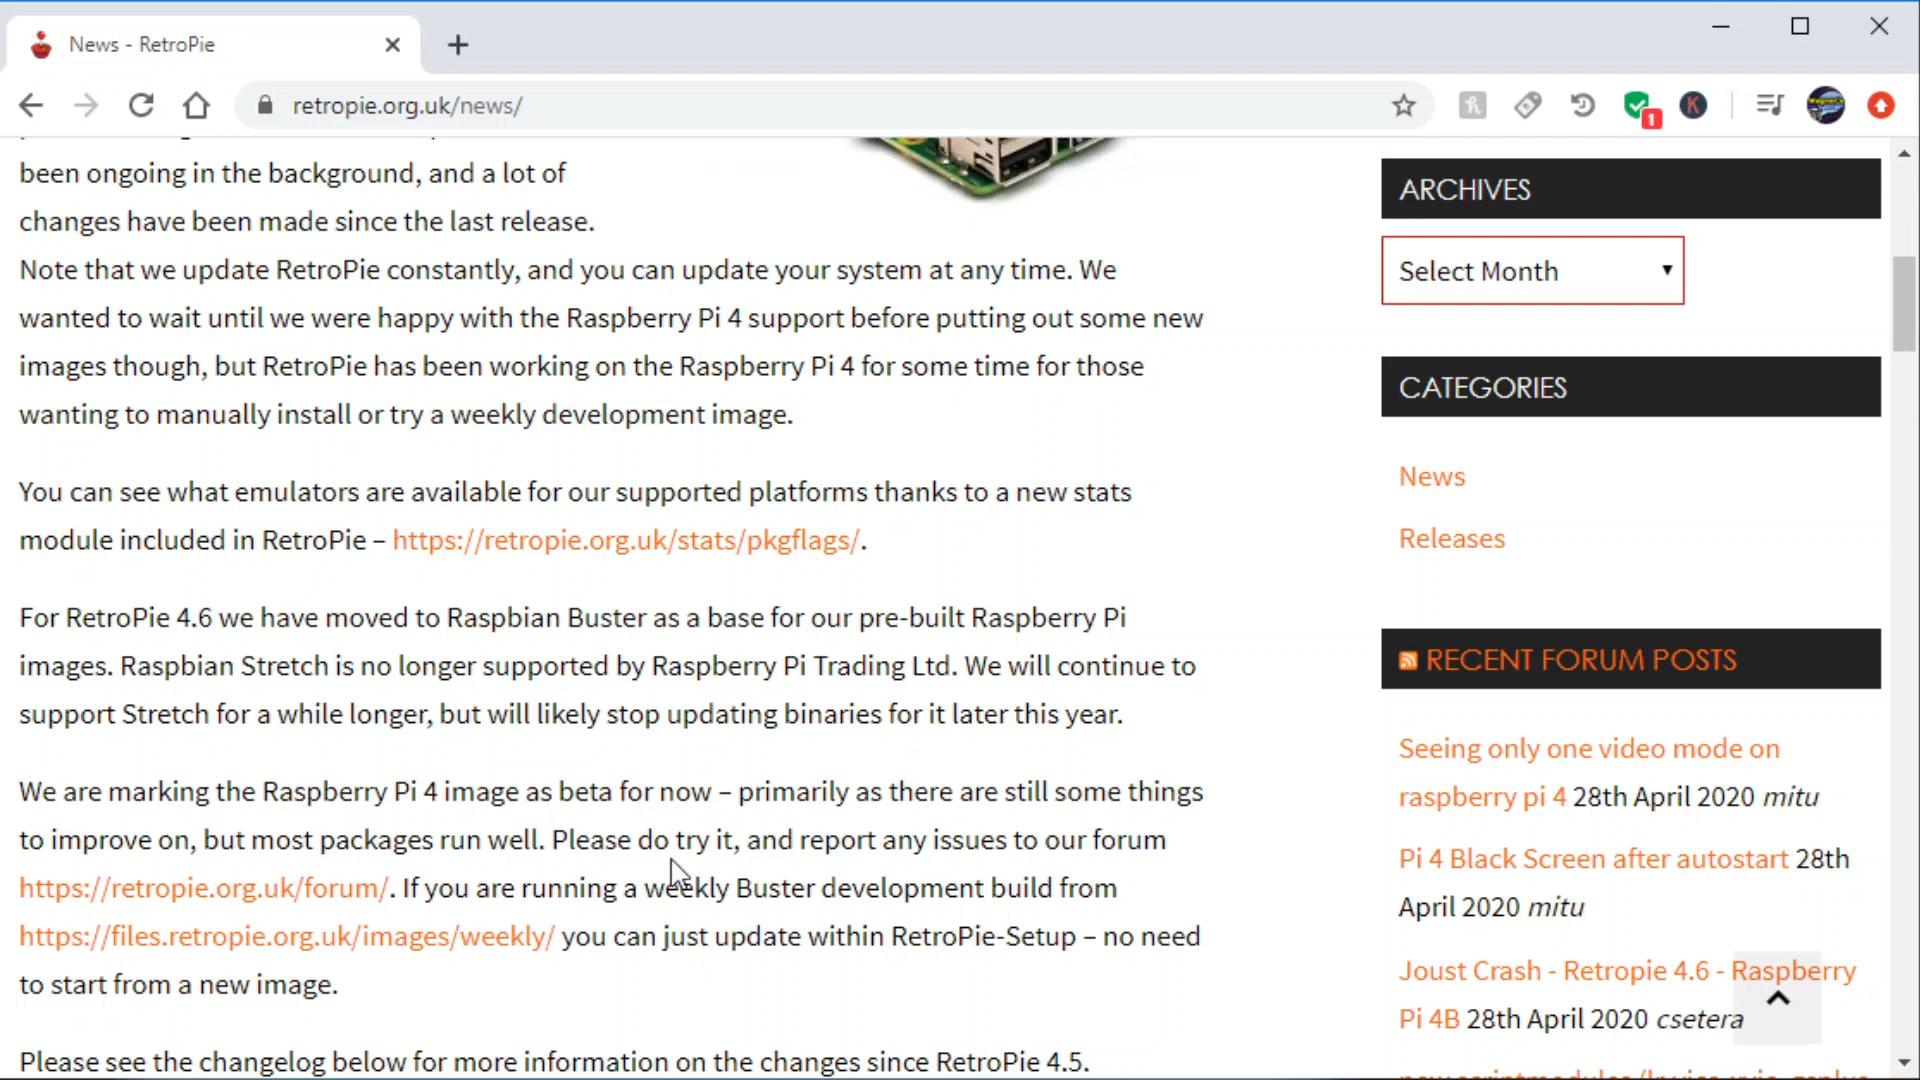 News - RetroPie
retropie.org.uk/news/
1
K
been ongoing in the background, and a lot of
changes have been made since the last release.
Note that we update RetroPie constantly, and you can update your system at any time. We
wanted to wait until we were happy with the Raspberry Pi 4 support before putting out some new
images though, but RetroPie has been working on the Raspberry Pi 4 for some time for those
wanting to manually install or try a weekly development image.
You can see what emulators are available for our supported platforms thanks to a new stats
module included in RetroPie – https://retropie.org.uk/stats/pkgflags/.
For RetroPie 4.6 we have moved to Raspbian Buster as a base for our pre-built Raspberry Pi
images. Raspbian Stretch is no longer supported by Raspberry Pi Trading Ltd. We will continue to
support Stretch for a while longer, but will likely stop updating binaries for it later this year.
We are marking the Raspberry Pi 4 image as beta for now – primarily as there are still some things
to improve on, but most packages run well. Please do try it, and report any issues to our forum
https://retropie.org.uk/forum/. If you are running a weekly Buster development build from
https://files.retropie.org.uk/images/weekly/ you can just update within RetroPie-Setup – no need
to start from a new image.
Please see the changelog below for more information on the changes since RetroPie 4.5.
ARCHIVES
Select Month
CATEGORIES
News
Releases
RECENT FORUM POSTS
Seeing only one video mode on
raspberry pi 4 28th April 2020 mitu
Pi 4 Black Screen after autostart 28th
April 2020 mitu
Joust Crash - Retropie 4.6 - Raspberry
Pi 4B 28th April 2020 csetera